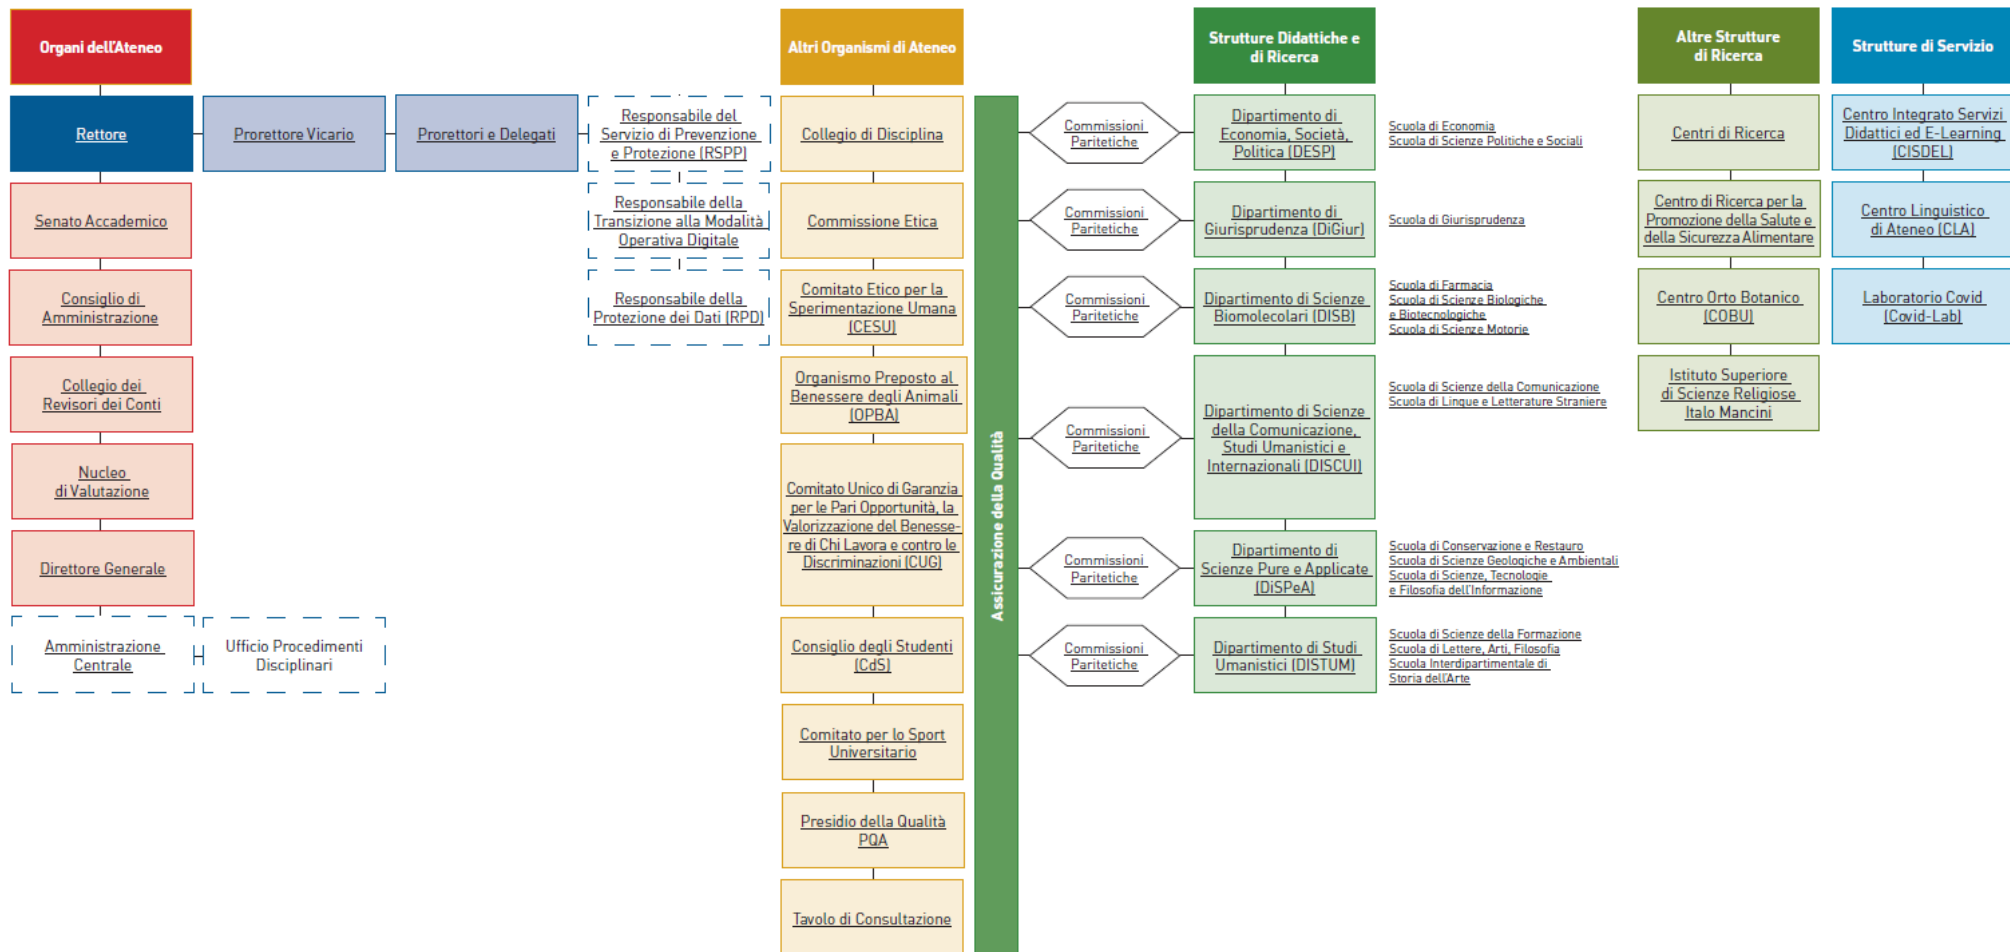 Organi dell'Ateneo
Rettore
Prorettore Vicario
Prorettori e Delegati
Responsabile del
Servizio di Prevenzione
e Protezione (RSPP)
Responsabile della
Transizione alla Modalità
Operativa Digitale
Responsabile della
Protezione dei Dati (RPD)
Senato Accademico
Consiglio di
Amministrazione
Collegio dei
Revisori dei Conti
Nucleo
di Valutazione
Direttore Generale
Amministrazione
Centrale
Ufficio Procedimenti
Disciplinari
Altri Organismi di Ateneo
Collegio di Disciplina
Commissione Etica
Comitato Etico per la
Sperimentazione Umana
(CESU)
Organismo Preposto al
Benessere degli Animali
(OPBA)
Comitato Unico di Garanzia
per le Pari Opportunità, la
Valorizzazione del Benesse-
re di Chi Lavora e contro le
Discriminazioni (CUG)
Consiglio degli Studenti
(CdS)
Comitato per lo Sport
Universitario
Presidio della Qualità
PQA
Tavolo di Consultazione
Assicurazione della Qualità
Strutture Didattiche e
di Ricerca
Commissioni
Paritetiche
Dipartimento di
Economia, Società,
Politica (DESP)
Scuola di Economia
Scuola di Scienze Politiche e Sociali
Commissioni
Paritetiche
Dipartimento di
Giurisprudenza (DiGiur)
Scuola di Giurisprudenza
Commissioni
Paritetiche
Dipartimento di Scienze
Biomolecolari (DISB)
Scuola di Farmacia
Scuola di Scienze Biologiche
e Biotecnologiche
Scuola di Scienze Motorie
Commissioni
Paritetiche
Dipartimento di Scienze
della Comunicazione,
Studi Umanistici e
Internazionali (DISCUI)
Scuola di Scienze della Comunicazione
Scuola di Lingue e Letterature Straniere
Commissioni
Paritetiche
Dipartimento di
Scienze Pure e Applicate
(DiSPeA)
Scuola di Conservazione e Restauro
Scuola di Scienze Geologiche e Ambientali
Scuola di Scienze, Tecnologie
e Filosofia dell'Informazione
Commissioni
Paritetiche
Dipartimento di Studi
Umanistici (DISTUM)
Scuola di Scienze della Formazione
Scuola di Lettere, Arti, Filosofia
Scuola Interdipartimentale di
Storia dell'Arte
Altre Strutture
di Ricerca
Centri di Ricerca
Centro di Ricerca per la
Promozione della Salute e
della Sicurezza Alimentare
Centro Orto Botanico
(COBU)
Istituto Superiore
di Scienze Religiose
Italo Mancini
Strutture di Servizio
Centro Integrato Servizi
Didattici ed E-Learning
(CISDEL)
Centro Linguistico
di Ateneo (CLA)
Laboratorio Covid
(Covid-Lab)